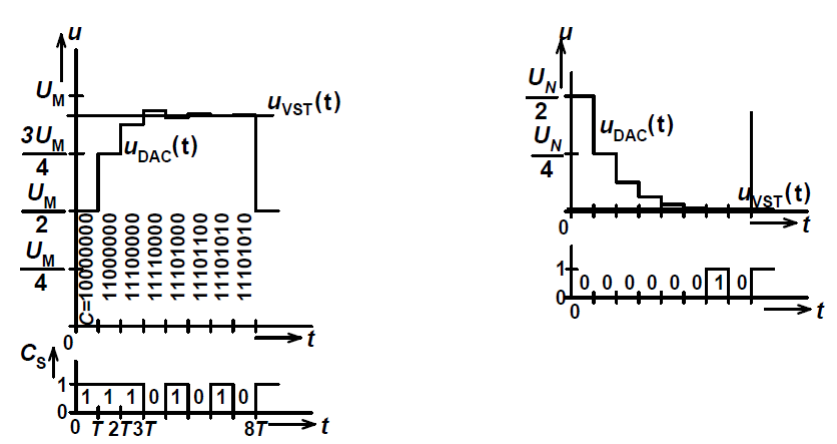 u
U_M
u_VST(t)
3U_M
4
u_DAC(t)
U_M
2
U_M
4
C=10000000
11000000
11100000
11110000
11101000
11101100
11101010
0
t
C_S
1
1 1 1 0 1 0 1 0
0
0 T 2T 3T 8T t
u
U_N
2
u_DAC(t)
U_N
4
u_VST(t)
0
t
1
0 0 0 0 0 0 1 0
0
0
t